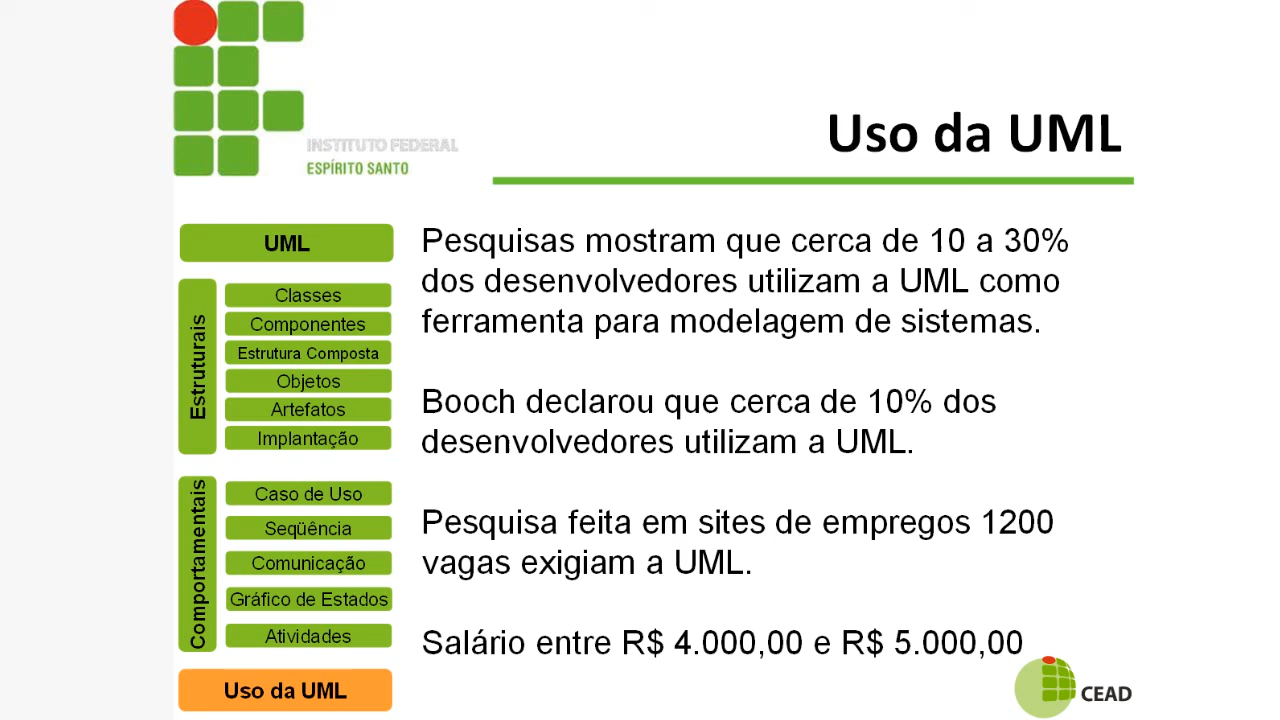 INSTITUTO FEDERAL
ESPÍRITO SANTO
Uso da UML
UML
Estruturais
Classes
Componentes
Estrutura Composta
Objetos
Artefatos
Implantação
Comportamentais
Caso de Uso
Seqüência
Comunicação
Gráfico de Estados
Atividades
Uso da UML
Pesquisas mostram que cerca de 10 a 30%
dos desenvolvedores utilizam a UML como
ferramenta para modelagem de sistemas.
Booch declarou que cerca de 10% dos
desenvolvedores utilizam a UML.
Pesquisa feita em sites de empregos 1200
vagas exigiam a UML.
Salário entre R$ 4.000,00 e R$ 5.000,00
CEAD